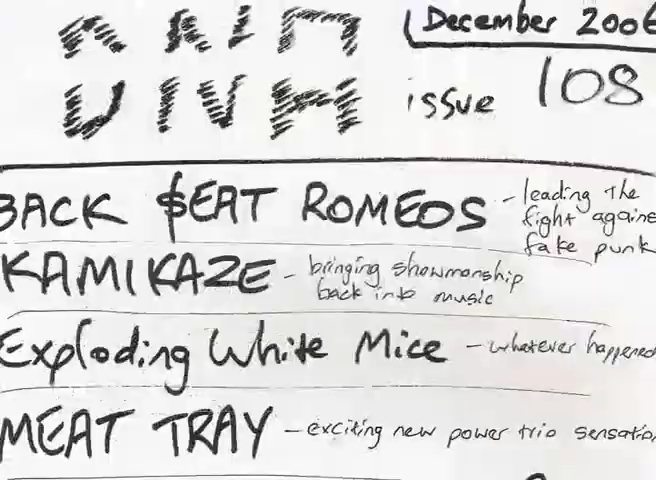 December 200
issue 108
BACK $EAT ROMEOS - leading the
fight agains
fake punk
KAMIKAZE - bringing showmanship
back into music
Exploding White Mice - whatever happened
MEAT TRAY - exciting new power trio sensation